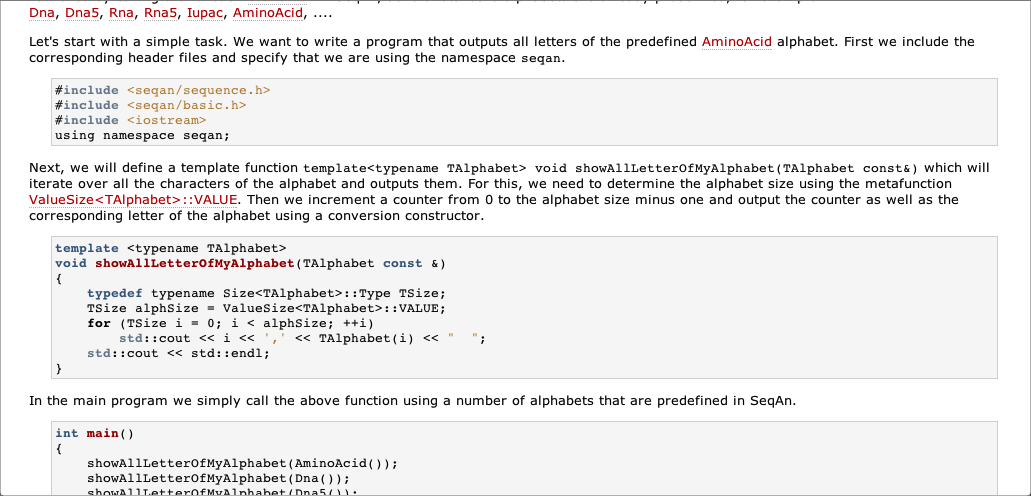 Dna, Dna5, Rna, Rna5, Iupac, AminoAcid, ....
Let's start with a simple task. We want to write a program that outputs all letters of the predefined AminoAcid alphabet. First we include the
corresponding header files and specify that we are using the namespace seqan.
#include <seqan/sequence.h>
#include <seqan/basic.h>
#include <iostream>
using namespace seqan;
Next, we will define a template function template<typename TAlphabet> void showAllLetterOfMyAlphabet(TAlphabet const&) which will
iterate over all the characters of the alphabet and outputs them. For this, we need to determine the alphabet size using the metafunction
ValueSize<TAlphabet>::VALUE. Then we increment a counter from 0 to the alphabet size minus one and output the counter as well as the
corresponding letter of the alphabet using a conversion constructor.
template <typename TAlphabet>
void showAllLetterOfMyAlphabet(TAlphabet const &)
{
    typedef typename Size<TAlphabet>::Type TSize;
    TSize alphSize = ValueSize<TAlphabet>::VALUE;
    for (TSize i = 0; i < alphSize; ++i)
        std::cout << i << ',' << TAlphabet(i) << "  ";
    std::cout << std::endl;
}
In the main program we simply call the above function using a number of alphabets that are predefined in SeqAn.
int main()
{
    showAllLetterOfMyAlphabet(AminoAcid());
    showAllLetterOfMyAlphabet(Dna());
    showAllLetterOfMyAlphabet(Dna5());